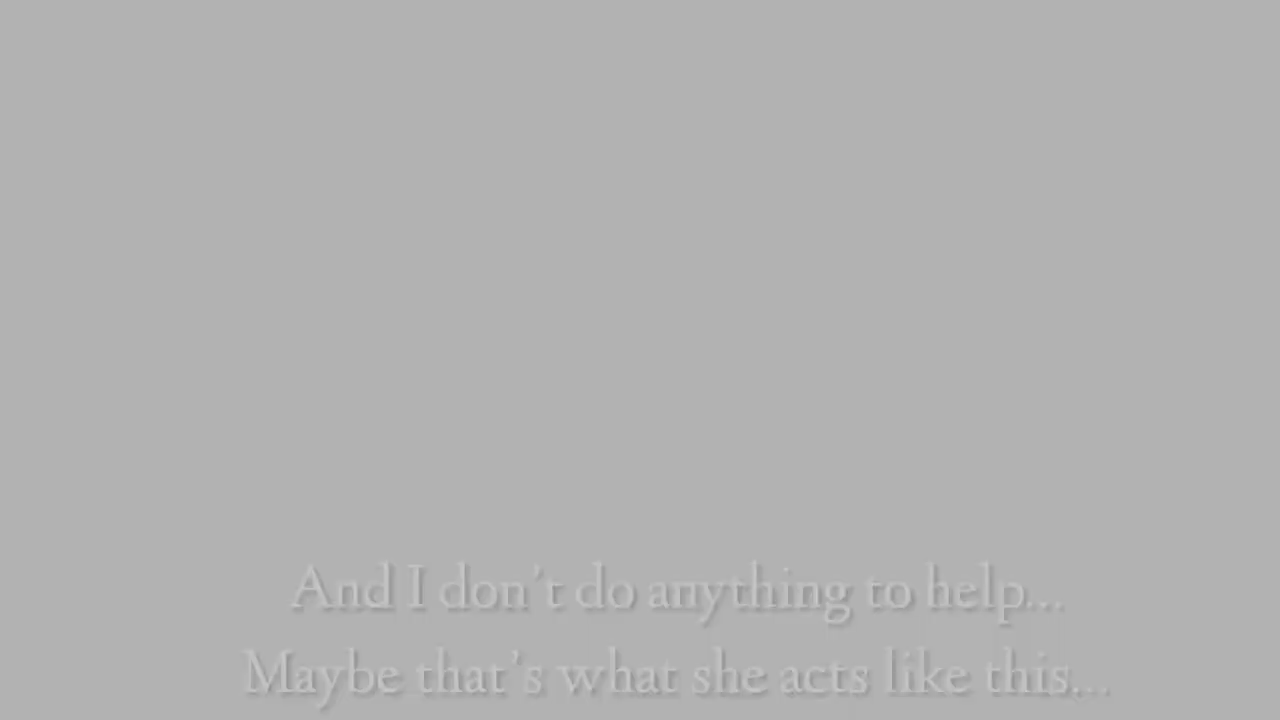 And I don't do anything to help...
Maybe that's what she acts like this...